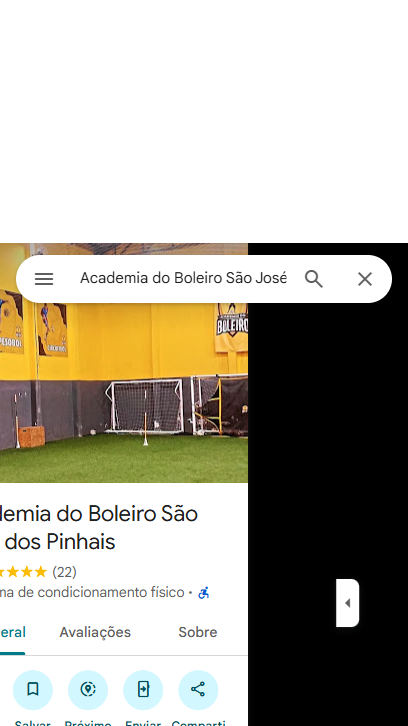 Academia do Boleiro São José
BOLEIRO
demia do Boleiro São
dos Pinhais
(22)
ma de condicionamento físico ·
eral Avaliações Sobre
Salvar Próximo Enviar Comparti